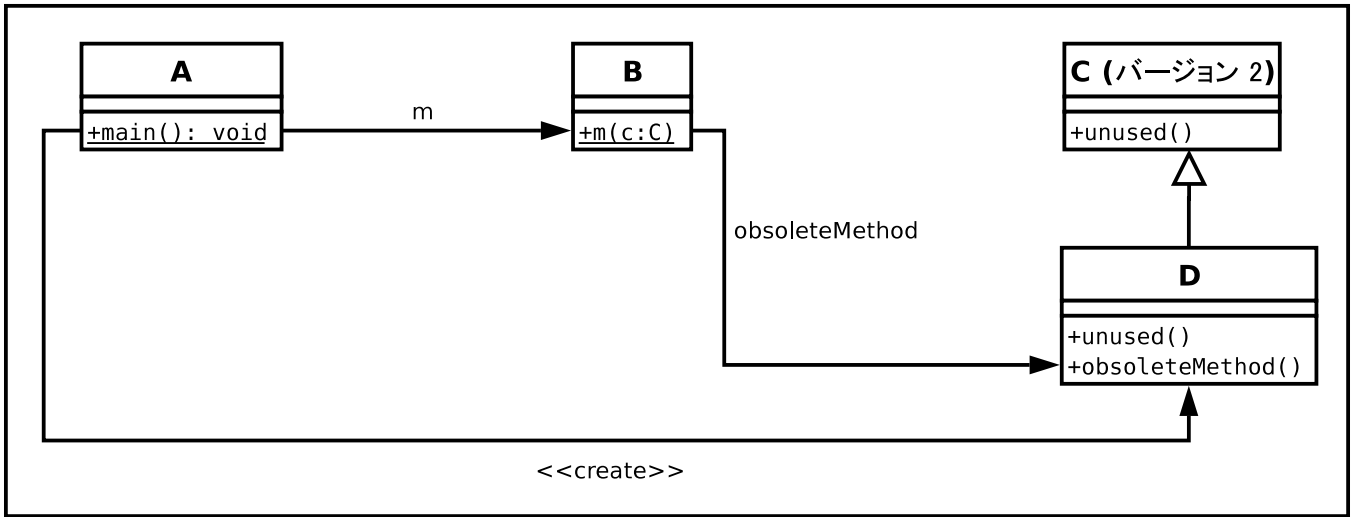 A
+main(): void
m
B
+m(c:C)
C (バージョン 2)
+unused()
obsoleteMethod
D
+unused()
+obsoleteMethod()
<<create>>